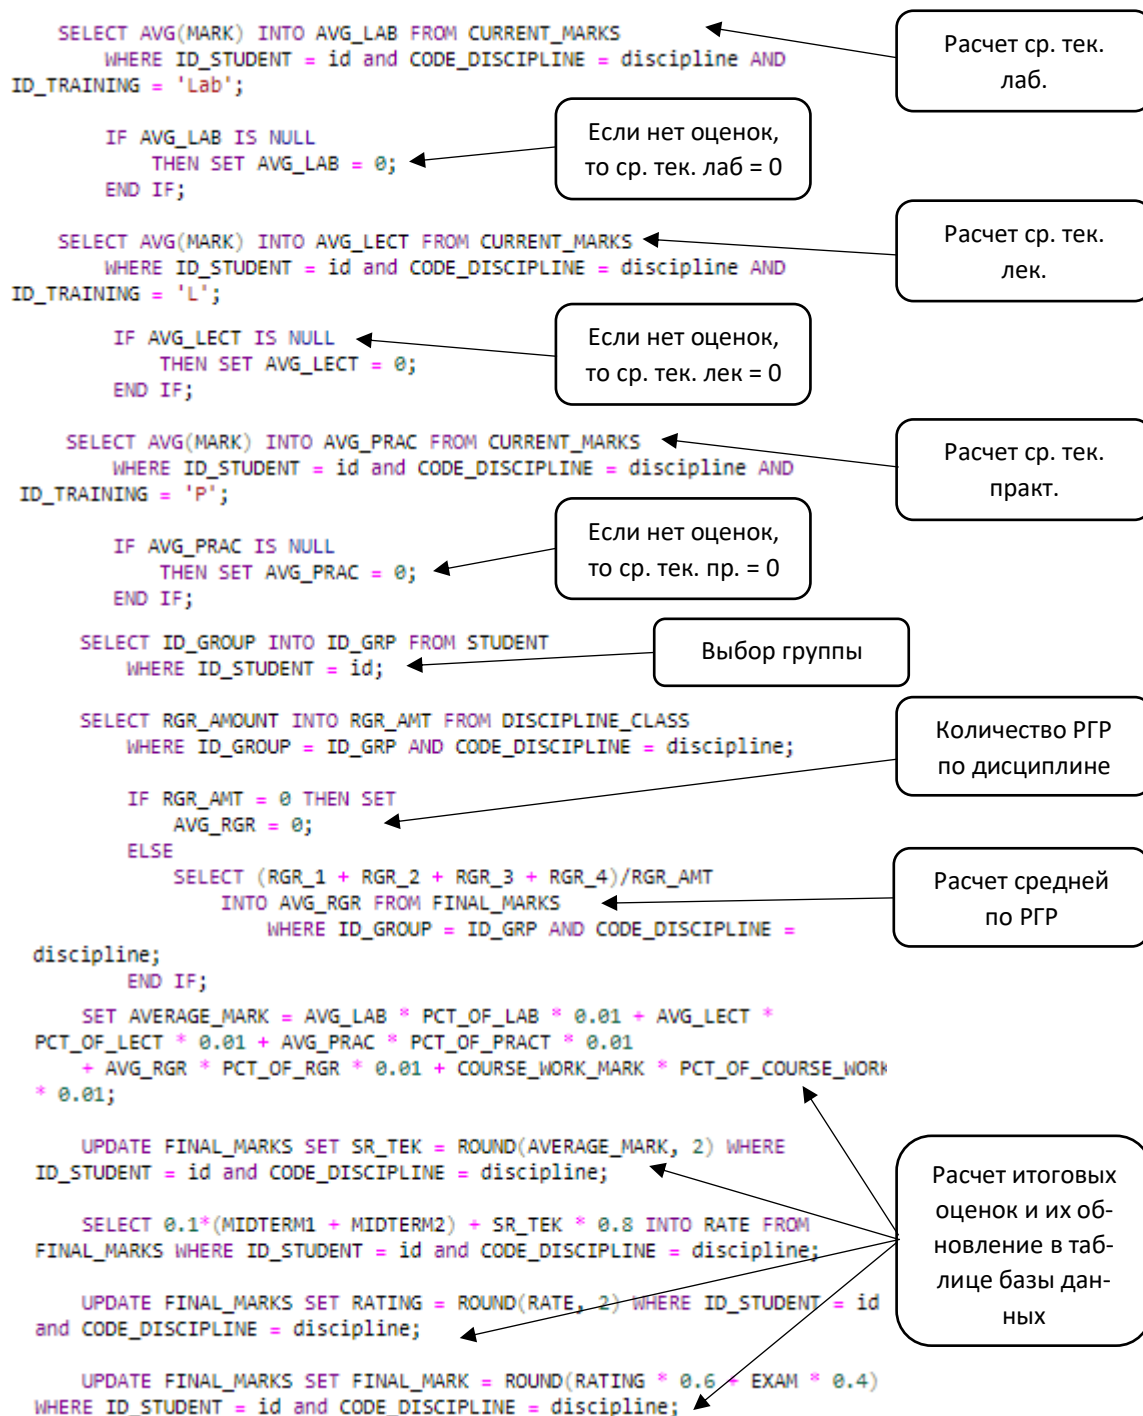 SELECT AVG(MARK) INTO AVG_LAB FROM CURRENT_MARKS
WHERE ID_STUDENT = id and CODE_DISCIPLINE = discipline AND
ID_TRAINING = 'Lab';
Расчет ср. тек.
лаб.
IF AVG_LAB IS NULL
THEN SET AVG_LAB = 0;
END IF;
Если нет оценок,
то ср. тек. лаб = 0
SELECT AVG(MARK) INTO AVG_LECT FROM CURRENT_MARKS
WHERE ID_STUDENT = id and CODE_DISCIPLINE = discipline AND
ID_TRAINING = 'L';
Расчет ср. тек.
лек.
IF AVG_LECT IS NULL
THEN SET AVG_LECT = 0;
END IF;
Если нет оценок,
то ср. тек. лек = 0
SELECT AVG(MARK) INTO AVG_PRAC FROM CURRENT_MARKS
WHERE ID_STUDENT = id and CODE_DISCIPLINE = discipline AND
ID_TRAINING = 'P';
Расчет ср. тек.
практ.
IF AVG_PRAC IS NULL
THEN SET AVG_PRAC = 0;
END IF;
Если нет оценок,
то ср. тек. пр. = 0
SELECT ID_GROUP INTO ID_GRP FROM STUDENT
WHERE ID_STUDENT = id;
Выбор группы
SELECT RGR_AMOUNT INTO RGR_AMT FROM DISCIPLINE_CLASS
WHERE ID_GROUP = ID_GRP AND CODE_DISCIPLINE = discipline;
Количество РГР
по дисциплине
IF RGR_AMT = 0 THEN SET
AVG_RGR = 0;
ELSE
SELECT (RGR_1 + RGR_2 + RGR_3 + RGR_4)/RGR_AMT
INTO AVG_RGR FROM FINAL_MARKS
WHERE ID_GROUP = ID_GRP AND CODE_DISCIPLINE =
discipline;
END IF;
Расчет средней
по РГР
SET AVERAGE_MARK = AVG_LAB * PCT_OF_LAB * 0.01 + AVG_LECT *
PCT_OF_LECT * 0.01 + AVG_PRAC * PCT_OF_PRACT * 0.01
+ AVG_RGR * PCT_OF_RGR * 0.01 + COURSE_WORK_MARK * PCT_OF_COURSE_WORK
* 0.01;
UPDATE FINAL_MARKS SET SR_TEK = ROUND(AVERAGE_MARK, 2) WHERE
ID_STUDENT = id and CODE_DISCIPLINE = discipline;
SELECT 0.1*(MIDTERM1 + MIDTERM2) + SR_TEK * 0.8 INTO RATE FROM
FINAL_MARKS WHERE ID_STUDENT = id and CODE_DISCIPLINE = discipline;
UPDATE FINAL_MARKS SET RATING = ROUND(RATE, 2) WHERE ID_STUDENT = id
and CODE_DISCIPLINE = discipline;
UPDATE FINAL_MARKS SET FINAL_MARK = ROUND(RATING * 0.6 + EXAM * 0.4)
WHERE ID_STUDENT = id and CODE_DISCIPLINE = discipline;
Расчет итоговых
оценок и их об-
новление в таб-
лице базы дан-
ных